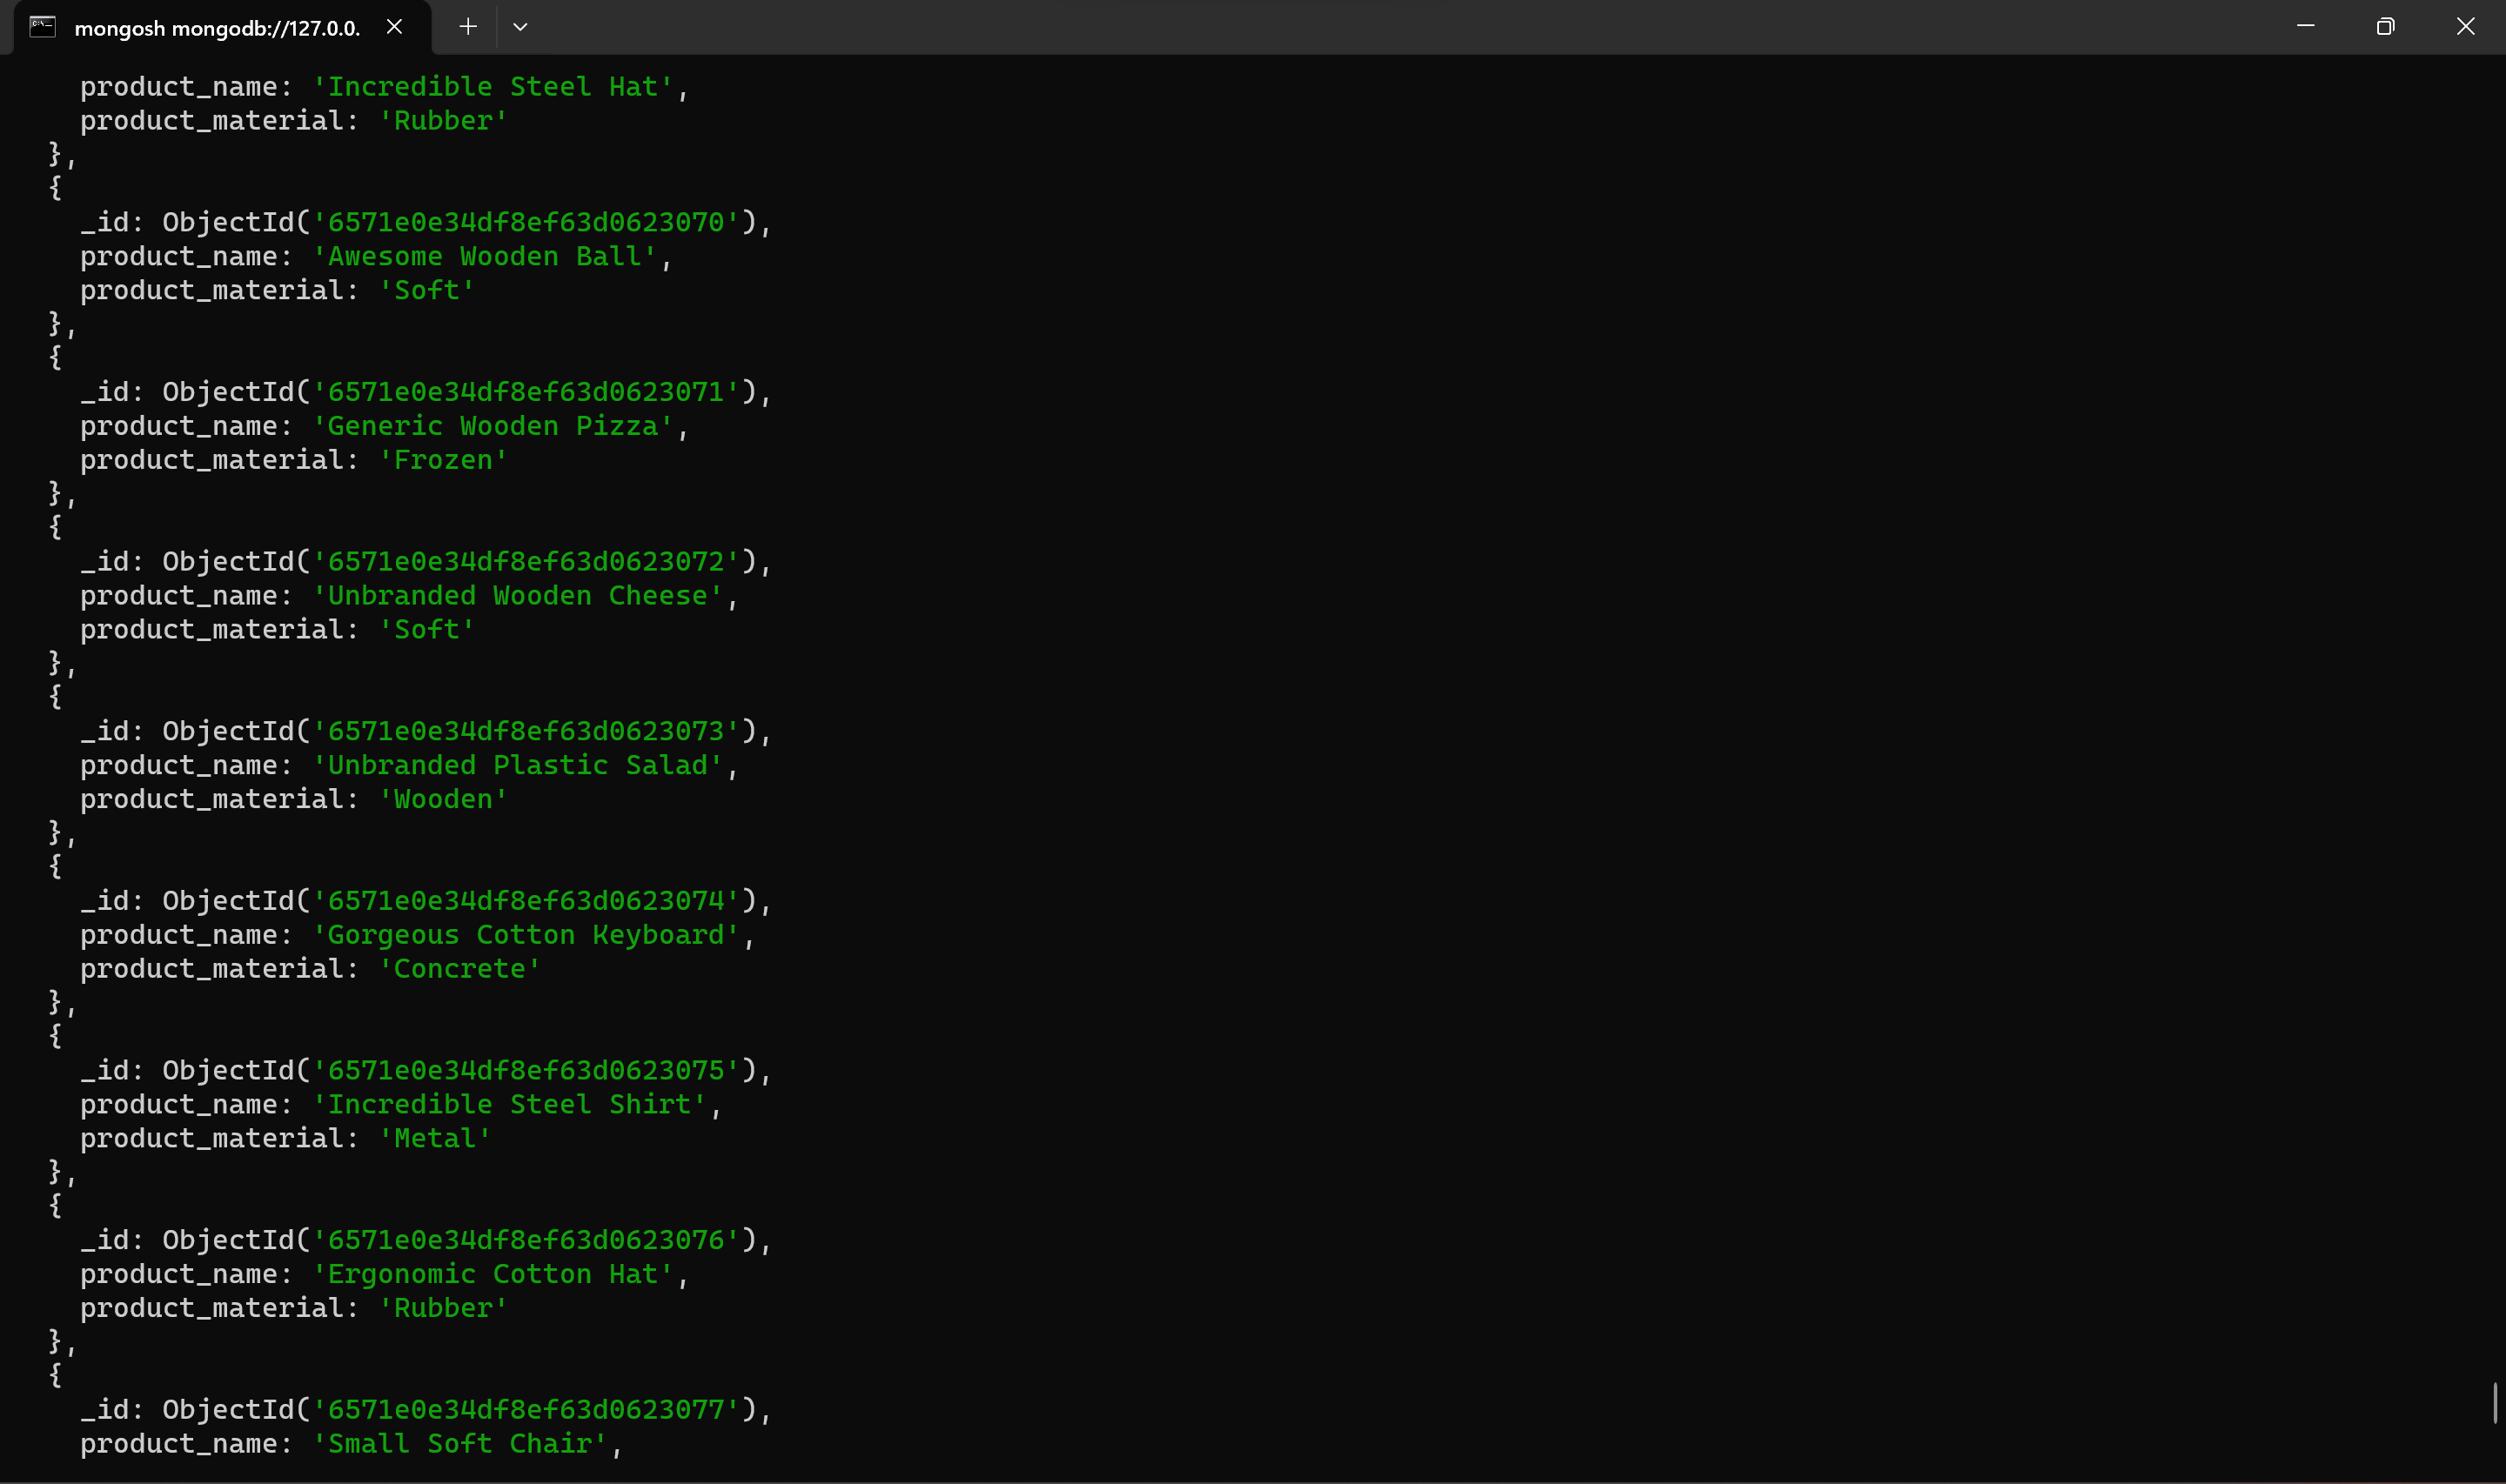 mongosh mongodb://127.0.0.
product_name: 'Incredible Steel Hat',
product_material: 'Rubber'
},
{
_id: ObjectId('6571e0e34df8ef63d0623070'),
product_name: 'Awesome Wooden Ball',
product_material: 'Soft'
},
{
_id: ObjectId('6571e0e34df8ef63d0623071'),
product_name: 'Generic Wooden Pizza',
product_material: 'Frozen'
},
{
_id: ObjectId('6571e0e34df8ef63d0623072'),
product_name: 'Unbranded Wooden Cheese',
product_material: 'Soft'
},
{
_id: ObjectId('6571e0e34df8ef63d0623073'),
product_name: 'Unbranded Plastic Salad',
product_material: 'Wooden'
},
{
_id: ObjectId('6571e0e34df8ef63d0623074'),
product_name: 'Gorgeous Cotton Keyboard',
product_material: 'Concrete'
},
{
_id: ObjectId('6571e0e34df8ef63d0623075'),
product_name: 'Incredible Steel Shirt',
product_material: 'Metal'
},
{
_id: ObjectId('6571e0e34df8ef63d0623076'),
product_name: 'Ergonomic Cotton Hat',
product_material: 'Rubber'
},
{
_id: ObjectId('6571e0e34df8ef63d0623077'),
product_name: 'Small Soft Chair',